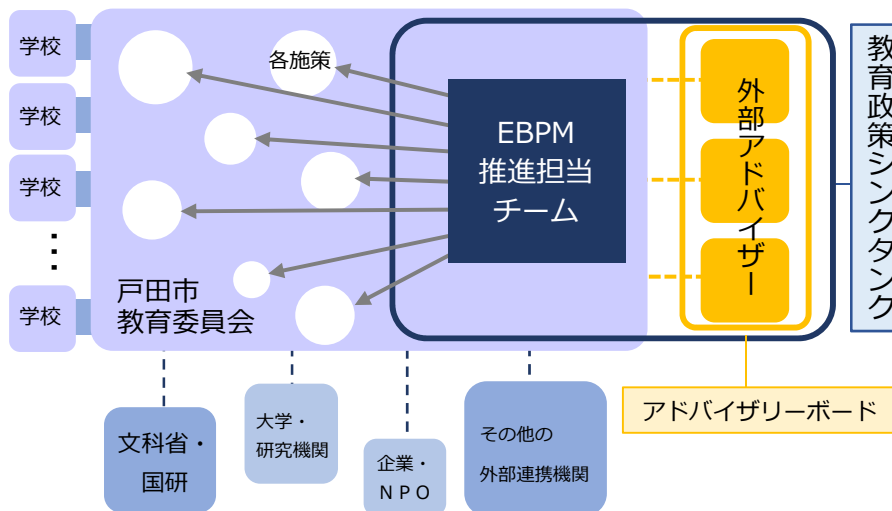 学校
学校
学校
学校
各施策
EBPM
推進担当
チーム
外部アドバイザー
教育政策シンクタンク
戸田市
教育委員会
アドバイザリーボード
文科省・
国研
大学・
研究機関
企業・
ＮＰＯ
その他の
外部連携機関